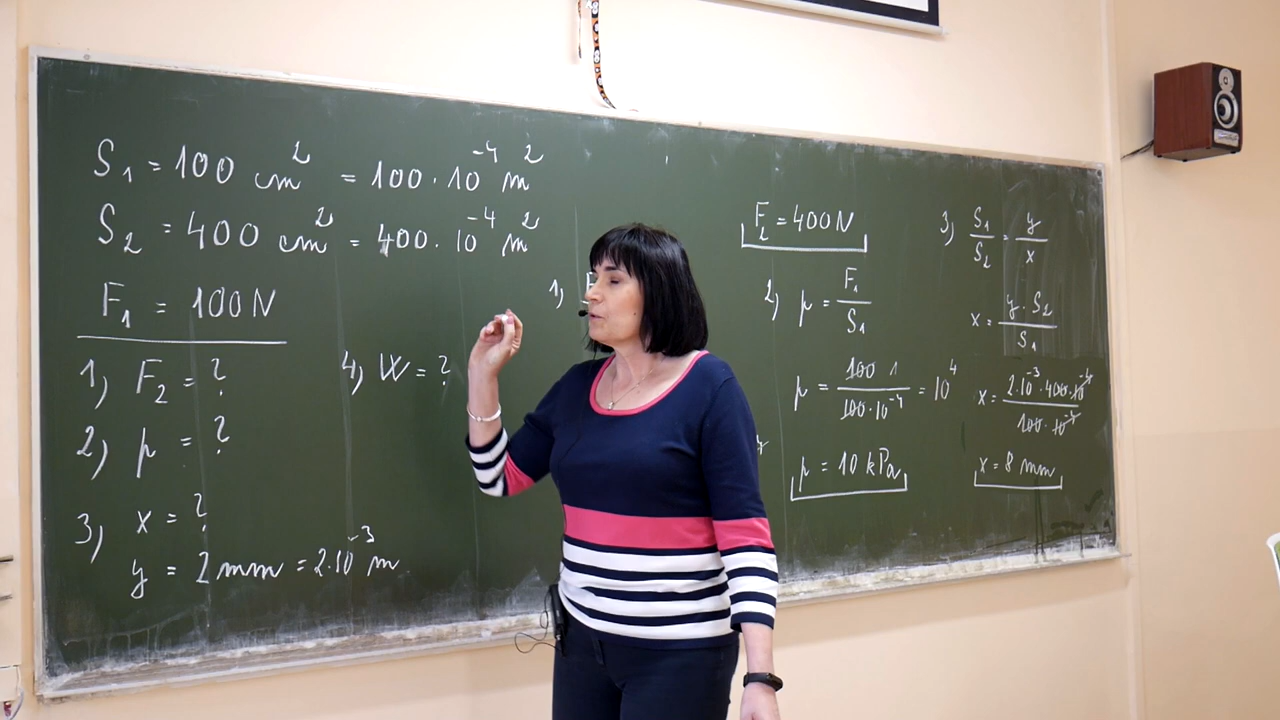 S₁ = 100 cm² = 100·10⁻⁴ m²
S₂ = 400 cm² = 400·10⁻⁴ m²
F₁ = 100 N
1) F₂ = ?
2) p = ?
3) x = ?
y = 2 mm = 2·10⁻³ m
4) W = ?
1) F
F₂ = 400 N
2) p = F₁/S₁
p = 100 1/100·10⁻⁴ = 10⁴
p = 10 kPa
3) S₁/S₂ = y/x
x = y·S₂/S₁
x = 2·10⁻³·400·10⁻⁴/100·10⁻⁴
x = 8 mm